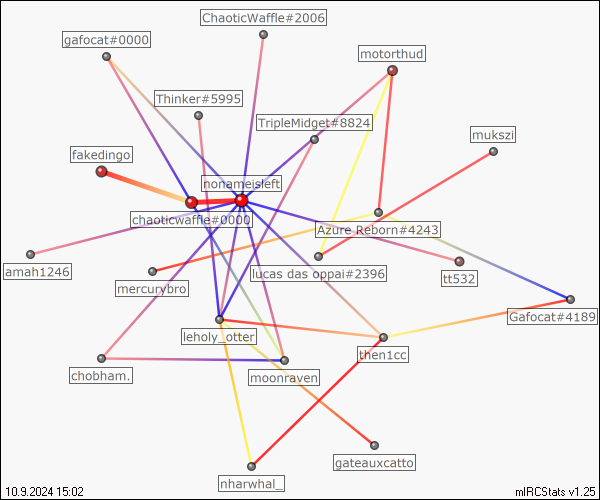 ChaoticWaffle#2006
gafocat#0000
motorthud
Thinker#5995
TripleMidget#8824
mukszi
fakedingo
nonameisleft
chaoticwaffle#0000
Azure Reborn#4243
amah1246
lucas das oppai#2396
tt532
mercurybro
Gafocat#4189
leholy_otter
then1cc
chobham.
moonraven
gateauxcatto
nharwhal_
10.9.2024 15:02
mIRCStats v1.25